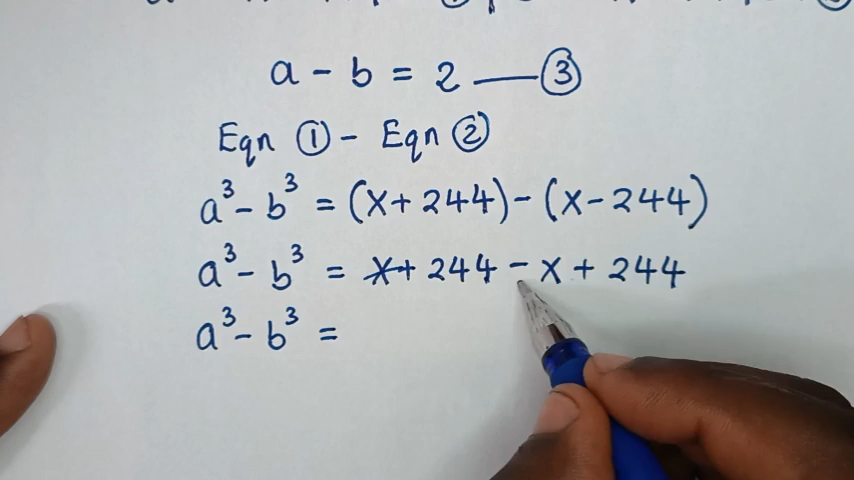 a - b = 2 —— ③
Eqn ① - Eqn ②
a³ - b³ = (x + 244) - (x - 244)
a³ - b³ = x + 244 - x + 244
a³ - b³ =